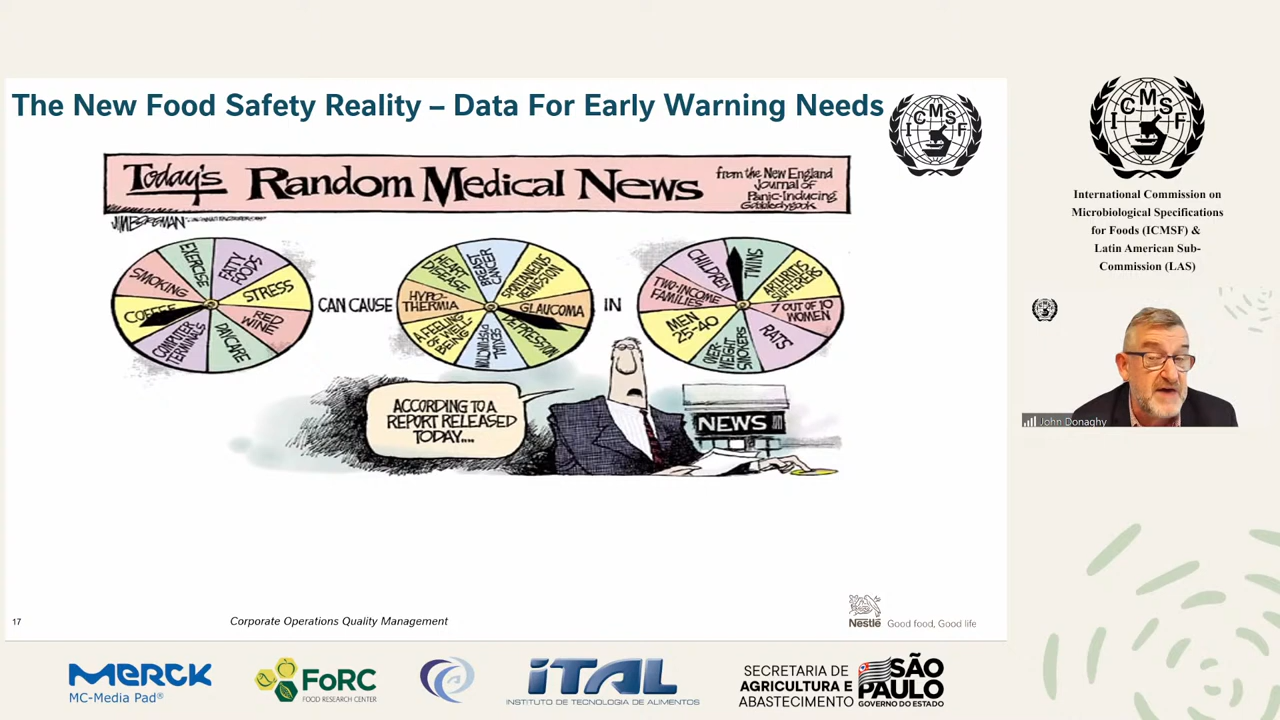 The New Food Safety Reality – Data For Early Warning Needs
I C M S F
Today's Random Medical News
from the New England
Journal of
Panic-Inducing
Gobbledygook
JIM BORGMAN
EXERCISE
FATTY FOODS
STRESS
RED WINE
DAYCARE
COMPUTER TERMINALS
COFFEE
SMOKING
CAN CAUSE
HEART DISEASE
BREAST CANCER
SPONTANEOUS REMISSION
GLAUCOMA
DEPRESSION
SEXUAL DYSFUNCTION
A FEELING OF WELL-BEING
HYPO-
THERMIA
IN
CHILDREN
TWINS
ARTHRITIS SUFFERERS
7 OUT OF 10
WOMEN
RATS
OVER-
WEIGHT
SMOKERS
MEN
25-40
TWO-INCOME
FAMILIES
ACCORDING TO A
REPORT RELEASED
TODAY....
NEWS
17
Corporate Operations Quality Management
Nestlé Good food, Good life
I C M S F
International Commission on
Microbiological Specifications
for Foods (ICMSF) &
Latin American Sub-
Commission (LAS)
John Donaghy
MERCK
MC-Media Pad®
FoRC
FOOD RESEARCH CENTER
iTAL
INSTITUTO DE TECNOLOGIA DE ALIMENTOS
SECRETARIA DE
AGRICULTURA E
ABASTECIMENTO
SÃO
PAULO
GOVERNO DO ESTADO